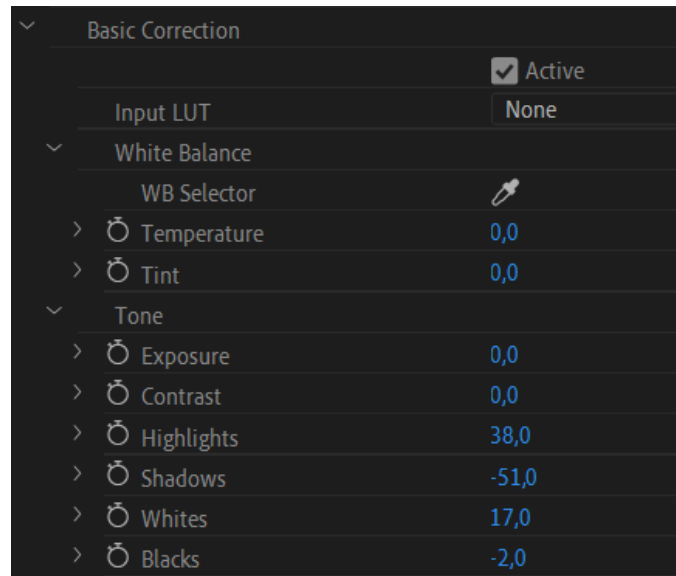 Basic Correction
Active
Input LUT None
White Balance
WB Selector
Temperature 0,0
Tint 0,0
Tone
Exposure 0,0
Contrast 0,0
Highlights 38,0
Shadows -51,0
Whites 17,0
Blacks -2,0